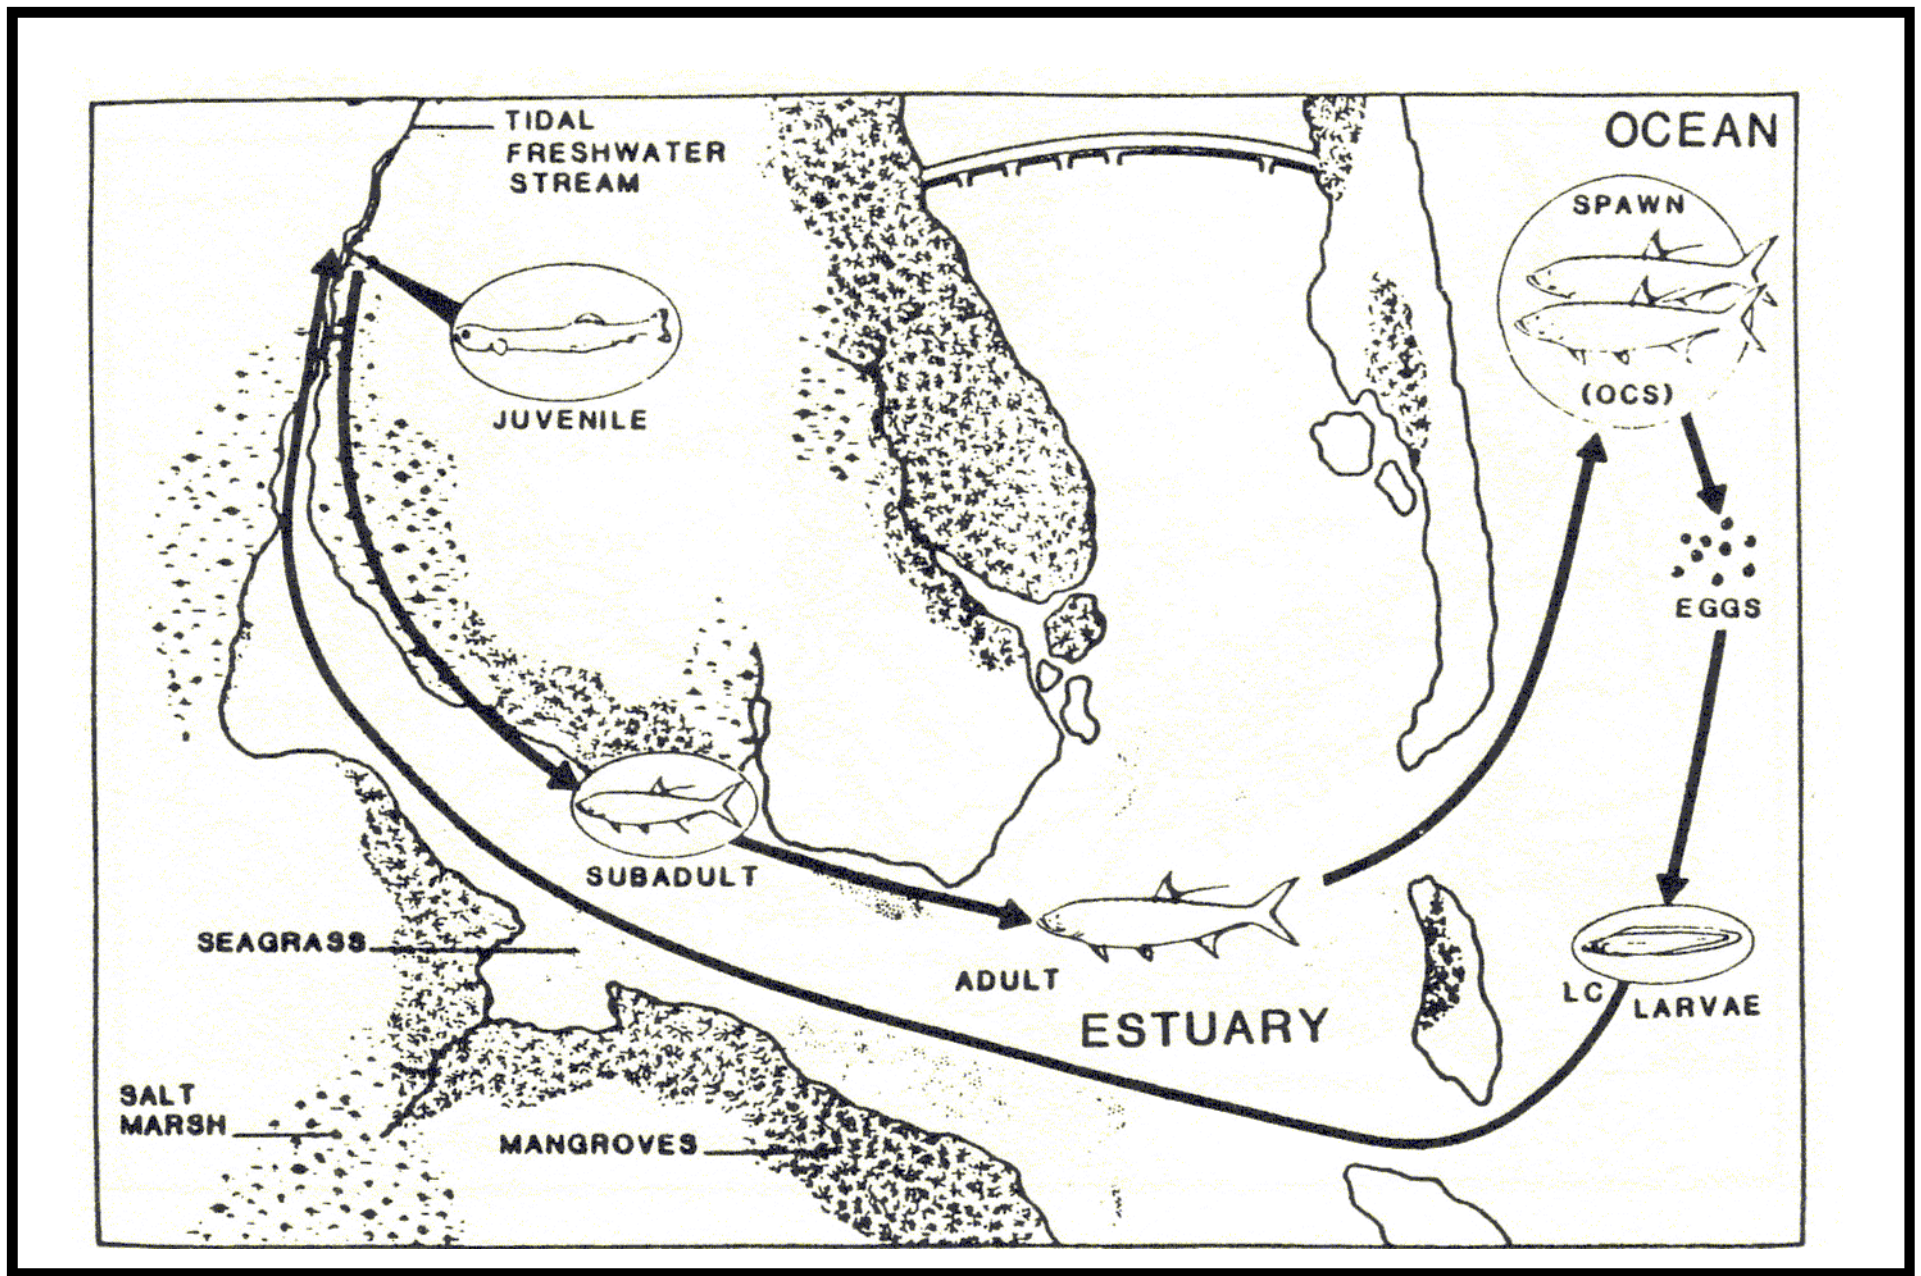 TIDAL
FRESHWATER
STREAM
OCEAN
SPAWN
(OCS)
JUVENILE
EGGS
SUBADULT
SEAGRASS
ADULT
LC LARVAE
ESTUARY
SALT
MARSH
MANGROVES